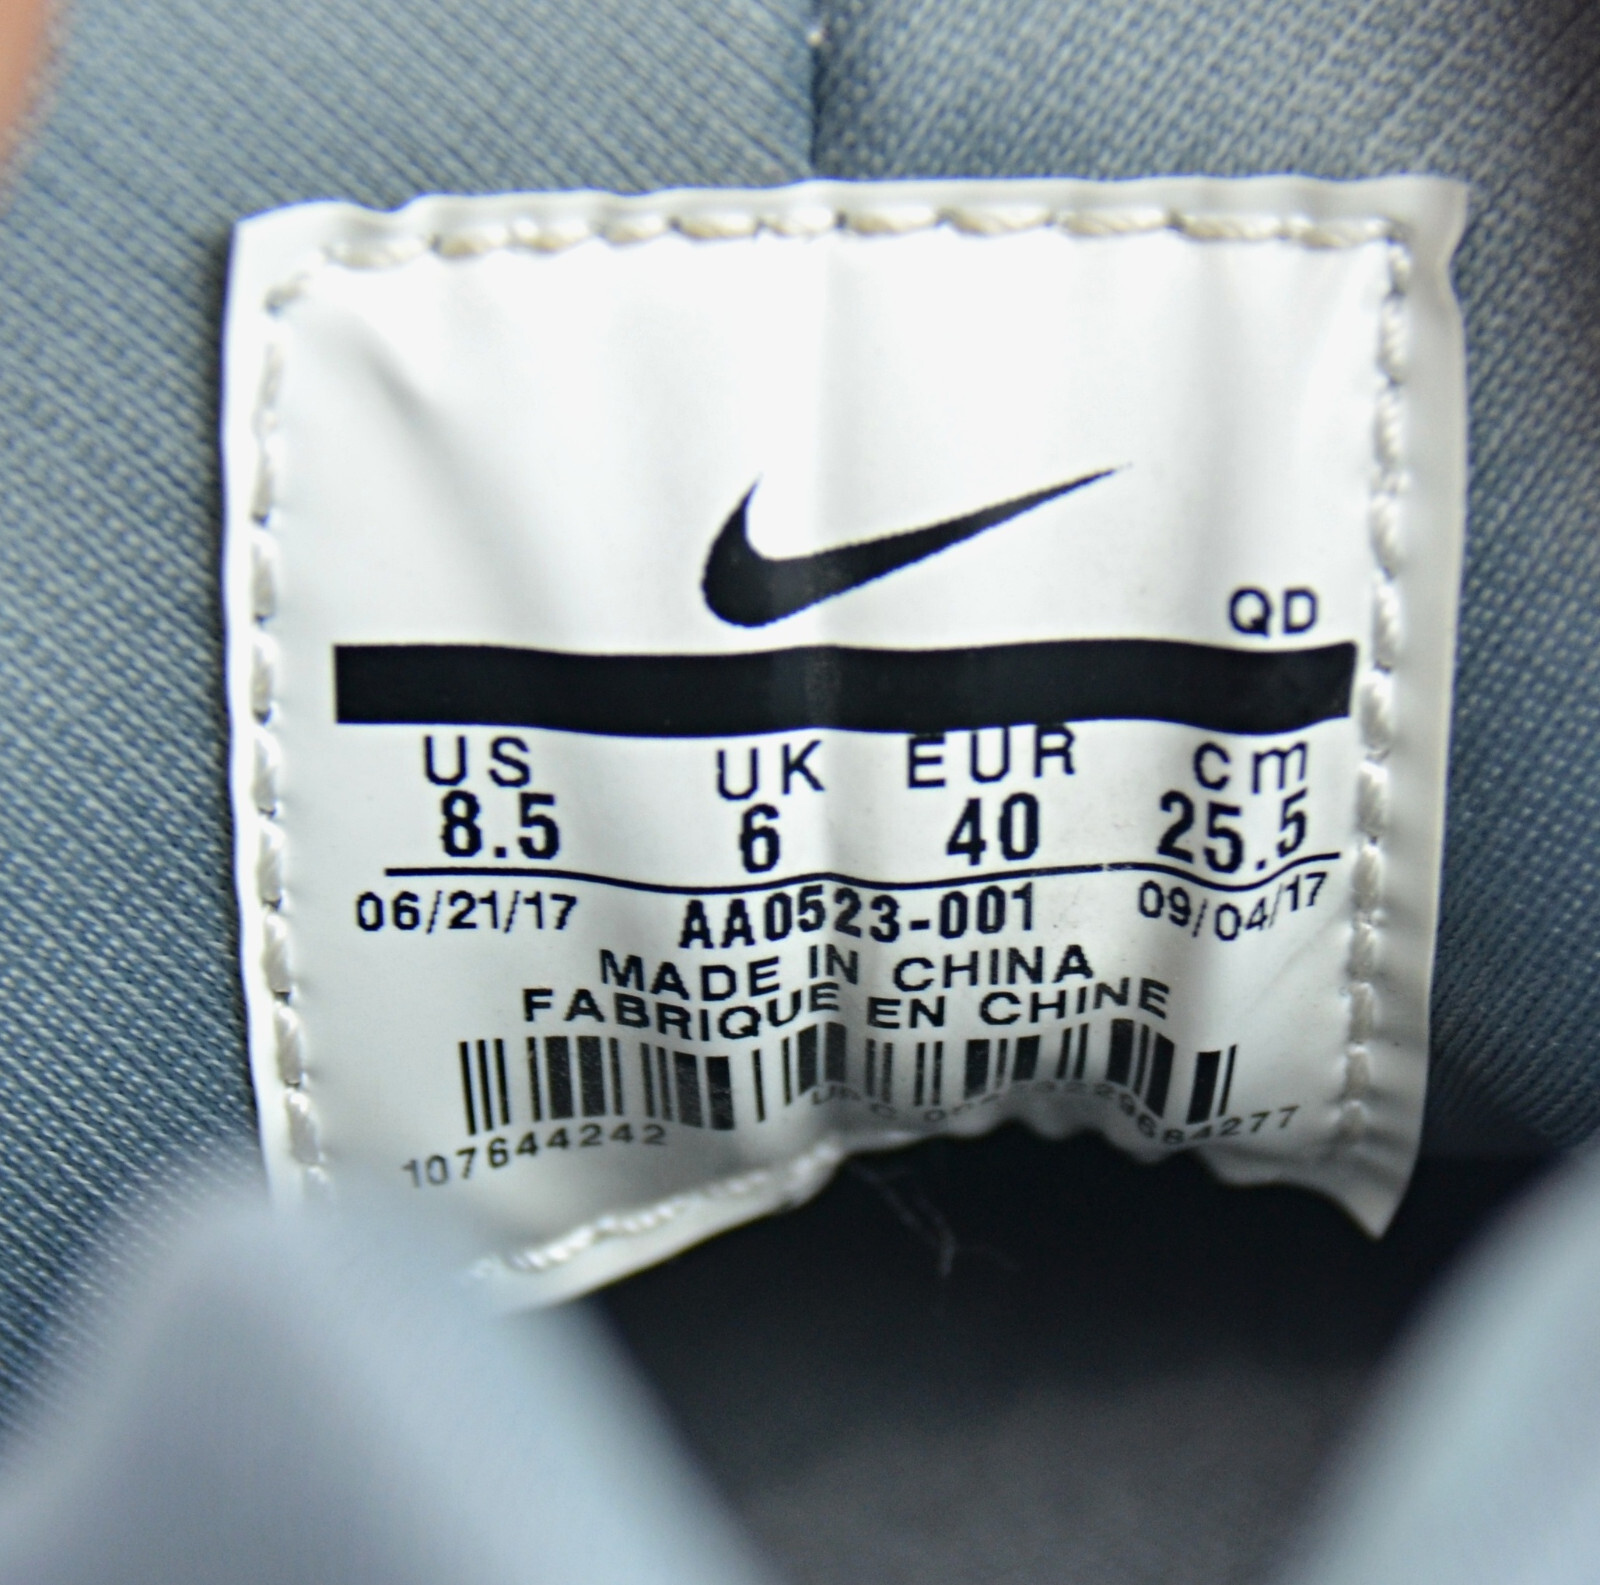 QD
US UK EUR cm
8.5 6 40 25.5
06/21/17 AA0523-001 09/04/17
MADE IN CHINA
FABRIQUE EN CHINE
107644242